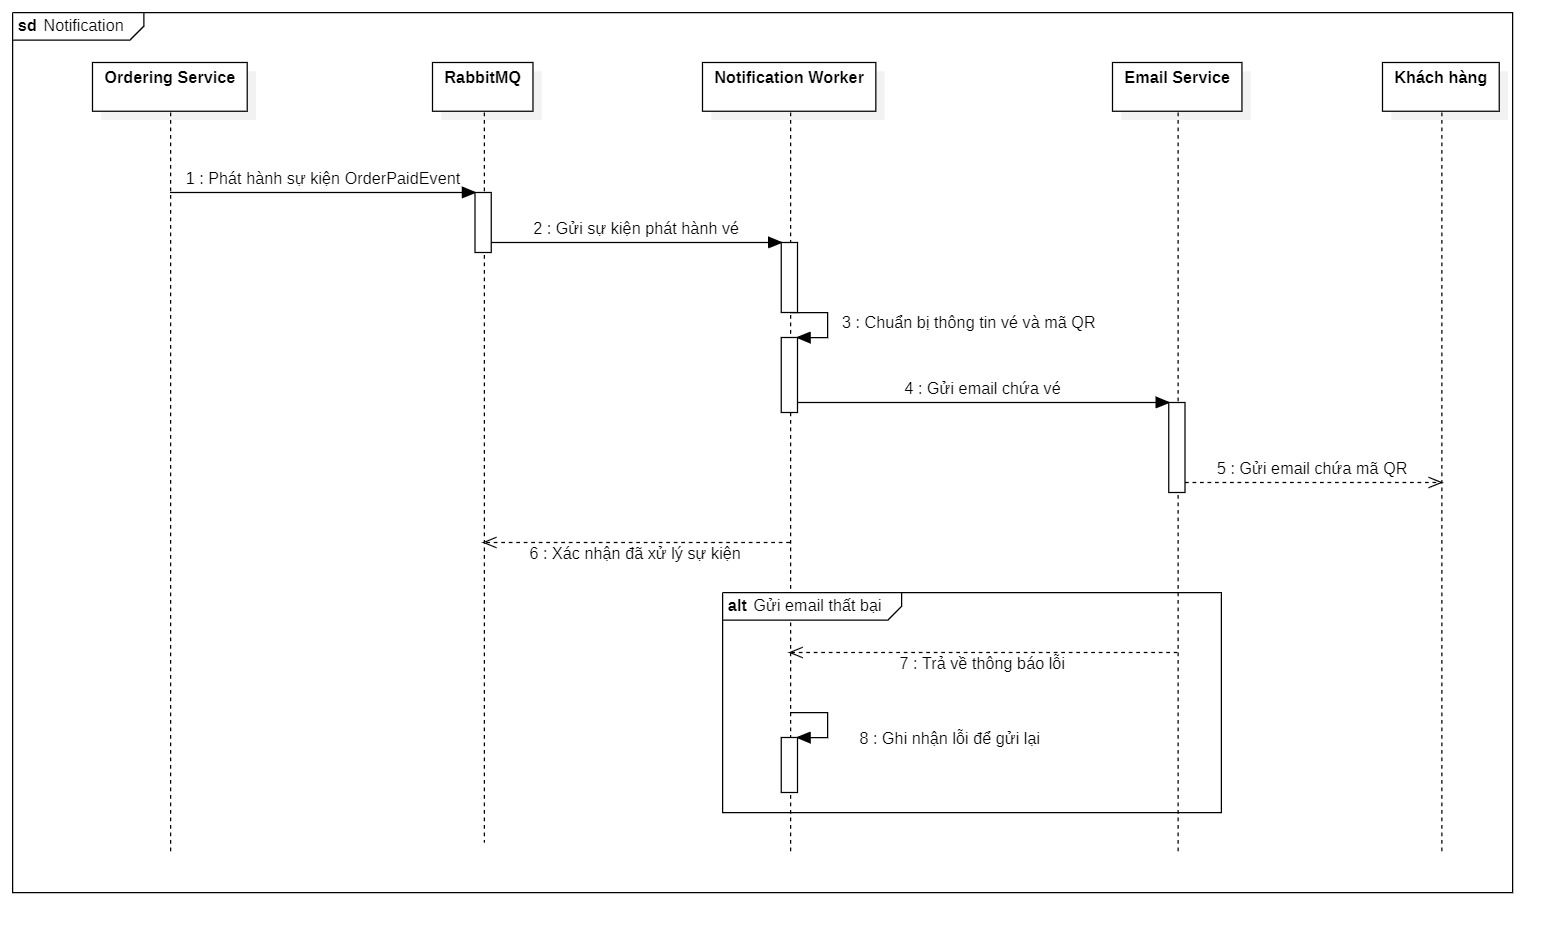 sd Notification
Ordering Service
RabbitMQ
Notification Worker
Email Service
Khách hàng
1 : Phát hành sự kiện OrderPaidEvent
2 : Gửi sự kiện phát hành vé
3 : Chuẩn bị thông tin vé và mã QR
4 : Gửi email chứa vé
5 : Gửi email chứa mã QR
6 : Xác nhận đã xử lý sự kiện
alt Gửi email thất bại
7 : Trả về thông báo lỗi
8 : Ghi nhận lỗi để gửi lại